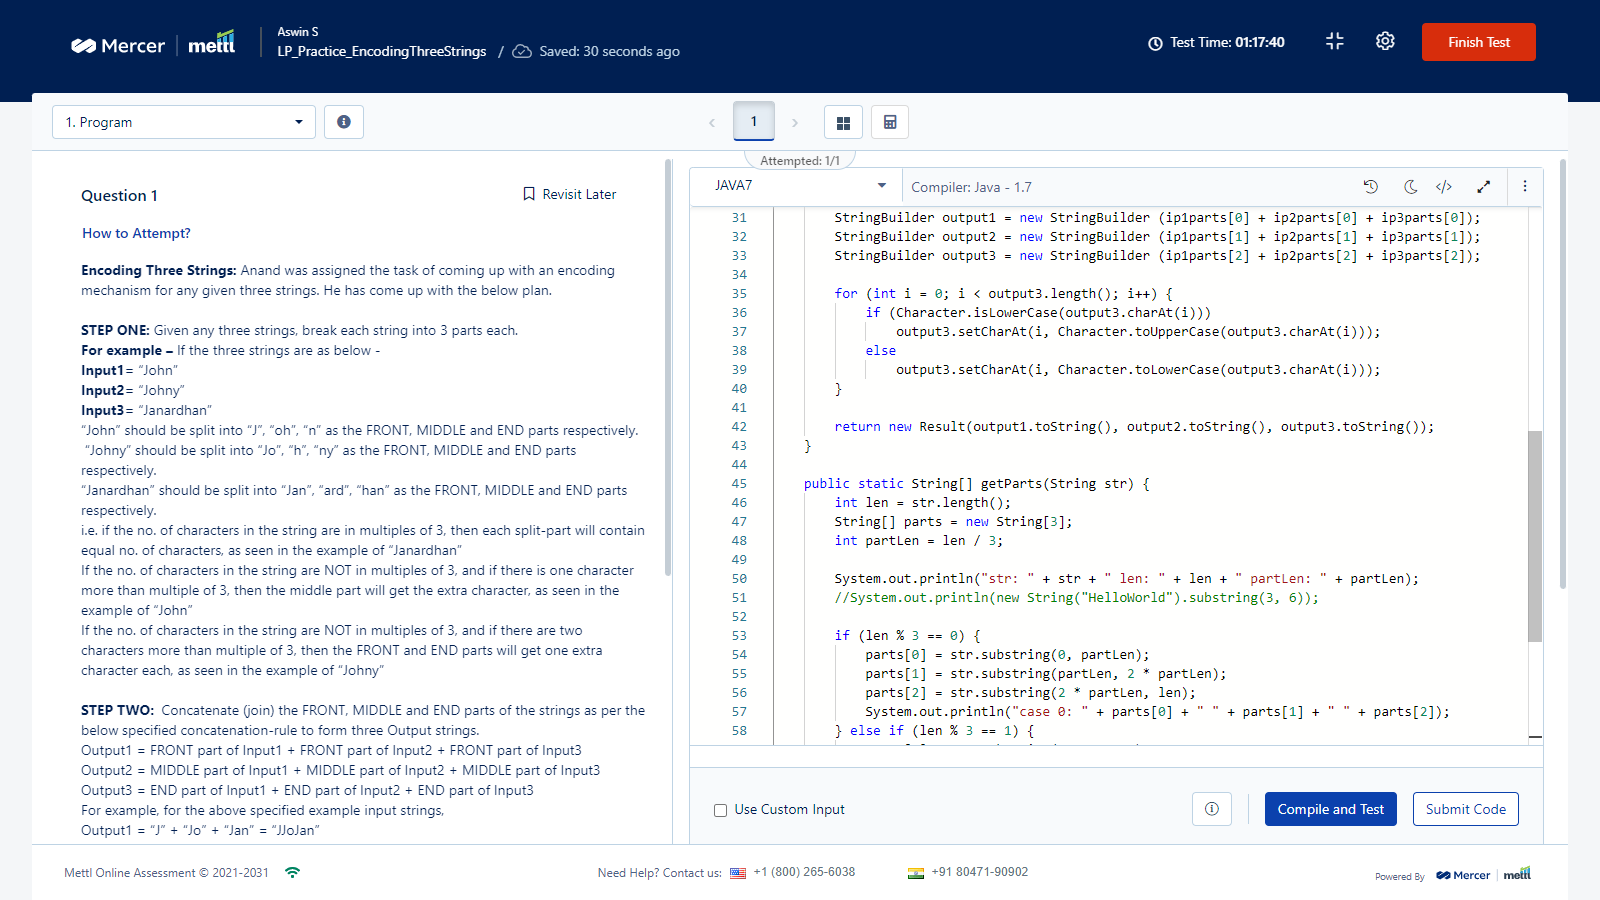 Mercer mettl
Aswin S
LP_Practice_EncodingThreeStrings / Saved: 30 seconds ago
Test Time: 01:17:40
Finish Test
1. Program
1
Attempted: 1/1
Question 1
Revisit Later
How to Attempt?
Encoding Three Strings: Anand was assigned the task of coming up with an encoding
mechanism for any given three strings. He has come up with the below plan.
STEP ONE: Given any three strings, break each string into 3 parts each.
For example – If the three strings are as below -
Input1= “John”
Input2= “Johny”
Input3= “Janardhan”
“John” should be split into “J”, “oh”, “n” as the FRONT, MIDDLE and END parts respectively.
“Johny” should be split into “Jo”, “h”, “ny” as the FRONT, MIDDLE and END parts
respectively.
“Janardhan” should be split into “Jan”, “ard”, “han” as the FRONT, MIDDLE and END parts
respectively.
i.e. if the no. of characters in the string are in multiples of 3, then each split-part will contain
equal no. of characters, as seen in the example of “Janardhan”
If the no. of characters in the string are NOT in multiples of 3, and if there is one character
more than multiple of 3, then the middle part will get the extra character, as seen in the
example of “John”
If the no. of characters in the string are NOT in multiples of 3, and if there are two
characters more than multiple of 3, then the FRONT and END parts will get one extra
character each, as seen in the example of “Johny”
STEP TWO: Concatenate (join) the FRONT, MIDDLE and END parts of the strings as per the
below specified concatenation-rule to form three Output strings.
Output1 = FRONT part of Input1 + FRONT part of Input2 + FRONT part of Input3
Output2 = MIDDLE part of Input1 + MIDDLE part of Input2 + MIDDLE part of Input3
Output3 = END part of Input1 + END part of Input2 + END part of Input3
For example, for the above specified example input strings,
Output1 = “J” + “Jo” + “Jan” = “JJoJan”
JAVA7
Compiler: Java - 1.7
31 StringBuilder output1 = new StringBuilder (ip1parts[0] + ip2parts[0] + ip3parts[0]);
32 StringBuilder output2 = new StringBuilder (ip1parts[1] + ip2parts[1] + ip3parts[1]);
33 StringBuilder output3 = new StringBuilder (ip1parts[2] + ip2parts[2] + ip3parts[2]);
34
35 for (int i = 0; i < output3.length(); i++) {
36 if (Character.isLowerCase(output3.charAt(i)))
37 output3.setCharAt(i, Character.toUpperCase(output3.charAt(i)));
38 else
39 output3.setCharAt(i, Character.toLowerCase(output3.charAt(i)));
40 }
41
42 return new Result(output1.toString(), output2.toString(), output3.toString());
43 }
44
45 public static String[] getParts(String str) {
46 int len = str.length();
47 String[] parts = new String[3];
48 int partLen = len / 3;
49
50 System.out.println("str: " + str + " len: " + len + " partLen: " + partLen);
51 //System.out.println(new String("HelloWorld").substring(3, 6));
52
53 if (len % 3 == 0) {
54 parts[0] = str.substring(0, partLen);
55 parts[1] = str.substring(partLen, 2 * partLen);
56 parts[2] = str.substring(2 * partLen, len);
57 System.out.println("case 0: " + parts[0] + " " + parts[1] + " " + parts[2]);
58 } else if (len % 3 == 1) {
Use Custom Input
Compile and Test
Submit Code
Mettl Online Assessment © 2021-2031
Need Help? Contact us: +1 (800) 265-6038
+91 80471-90902
Powered By Mercer mettl